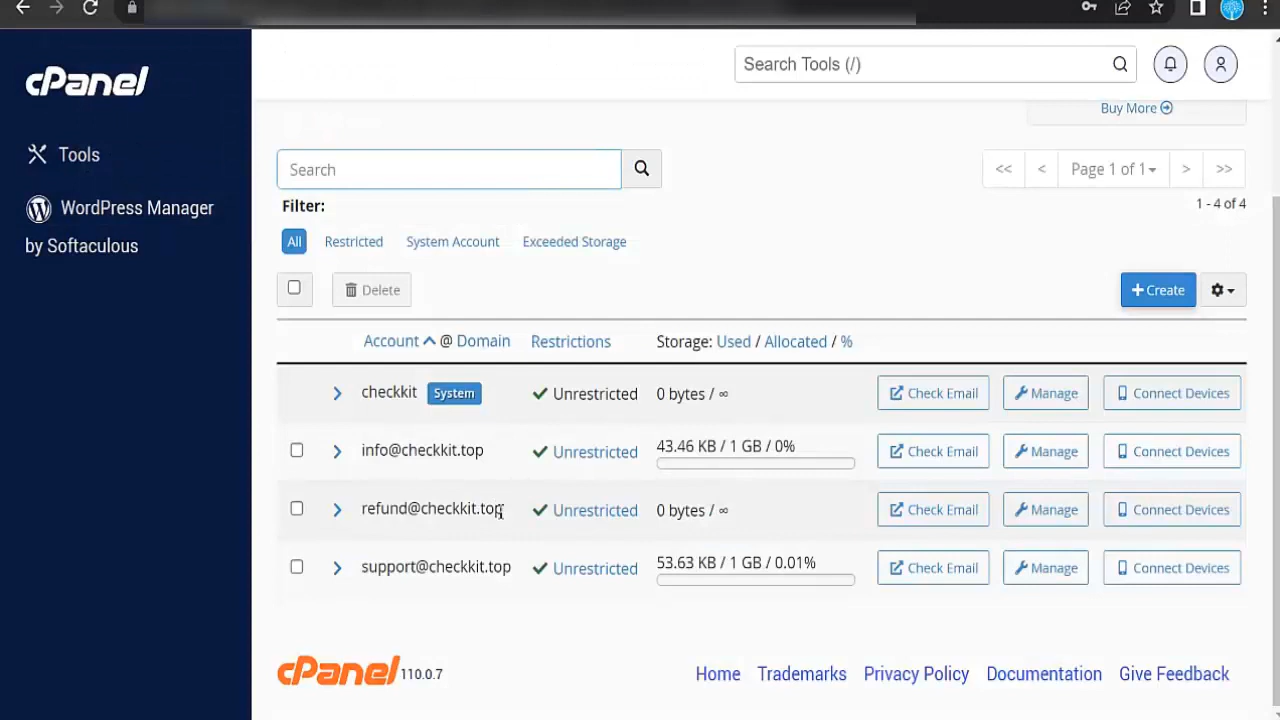 cPanel
Search Tools (/)
Tools
Buy More
WordPress Manager
by Softaculous
Search
<< < Page 1 of 1 > >>
Filter:
1 - 4 of 4
All Restricted System Account Exceeded Storage
Delete
+ Create
Account @ Domain Restrictions Storage: Used / Allocated / %
checkkit System Unrestricted 0 bytes / ∞ Check Email Manage Connect Devices
info@checkkit.top Unrestricted 43.46 KB / 1 GB / 0% Check Email Manage Connect Devices
refund@checkkit.top Unrestricted 0 bytes / ∞ Check Email Manage Connect Devices
support@checkkit.top Unrestricted 53.63 KB / 1 GB / 0.01% Check Email Manage Connect Devices
cPanel 110.0.7 Home Trademarks Privacy Policy Documentation Give Feedback